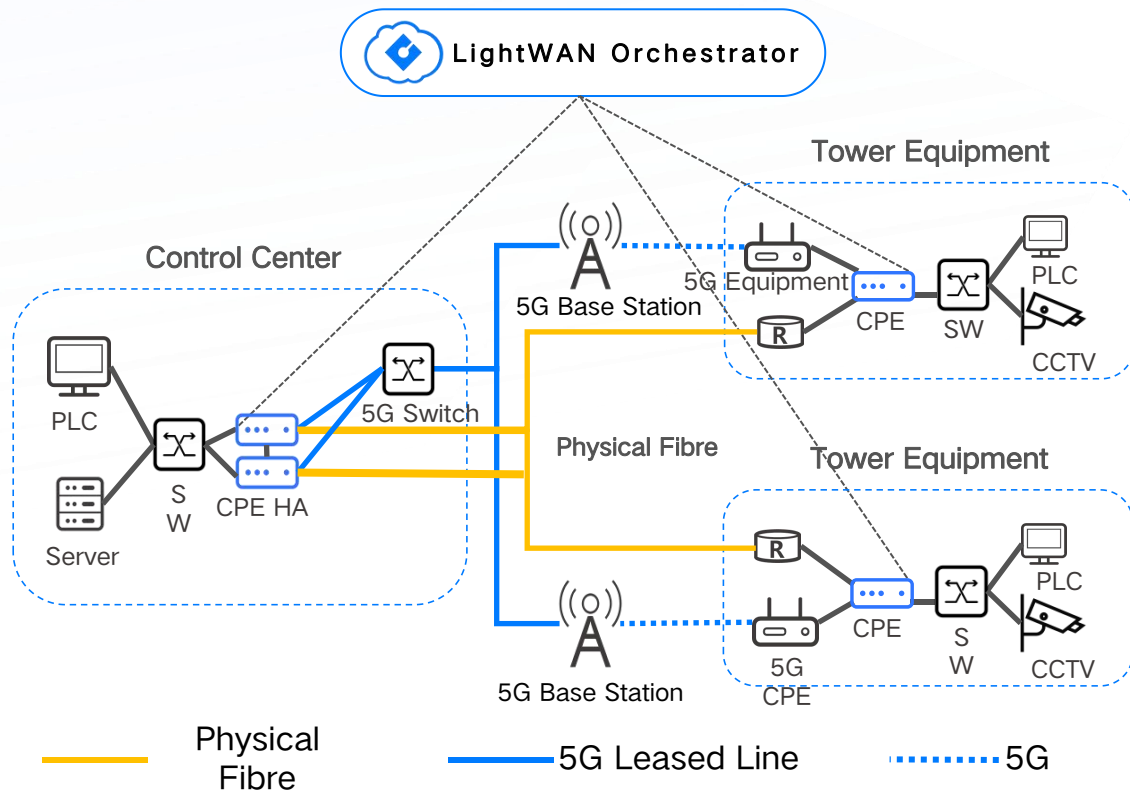 LightWAN Orchestrator
Tower Equipment
Control Center
5G Base Station
5G Equipment
CPE
SW
PLC
CCTV
R
PLC
Server
S
W
CPE HA
5G Switch
Physical Fibre
Tower Equipment
R
5G Base Station
5G
CPE
CPE
S
W
PLC
CCTV
Physical
Fibre
5G Leased Line
5G